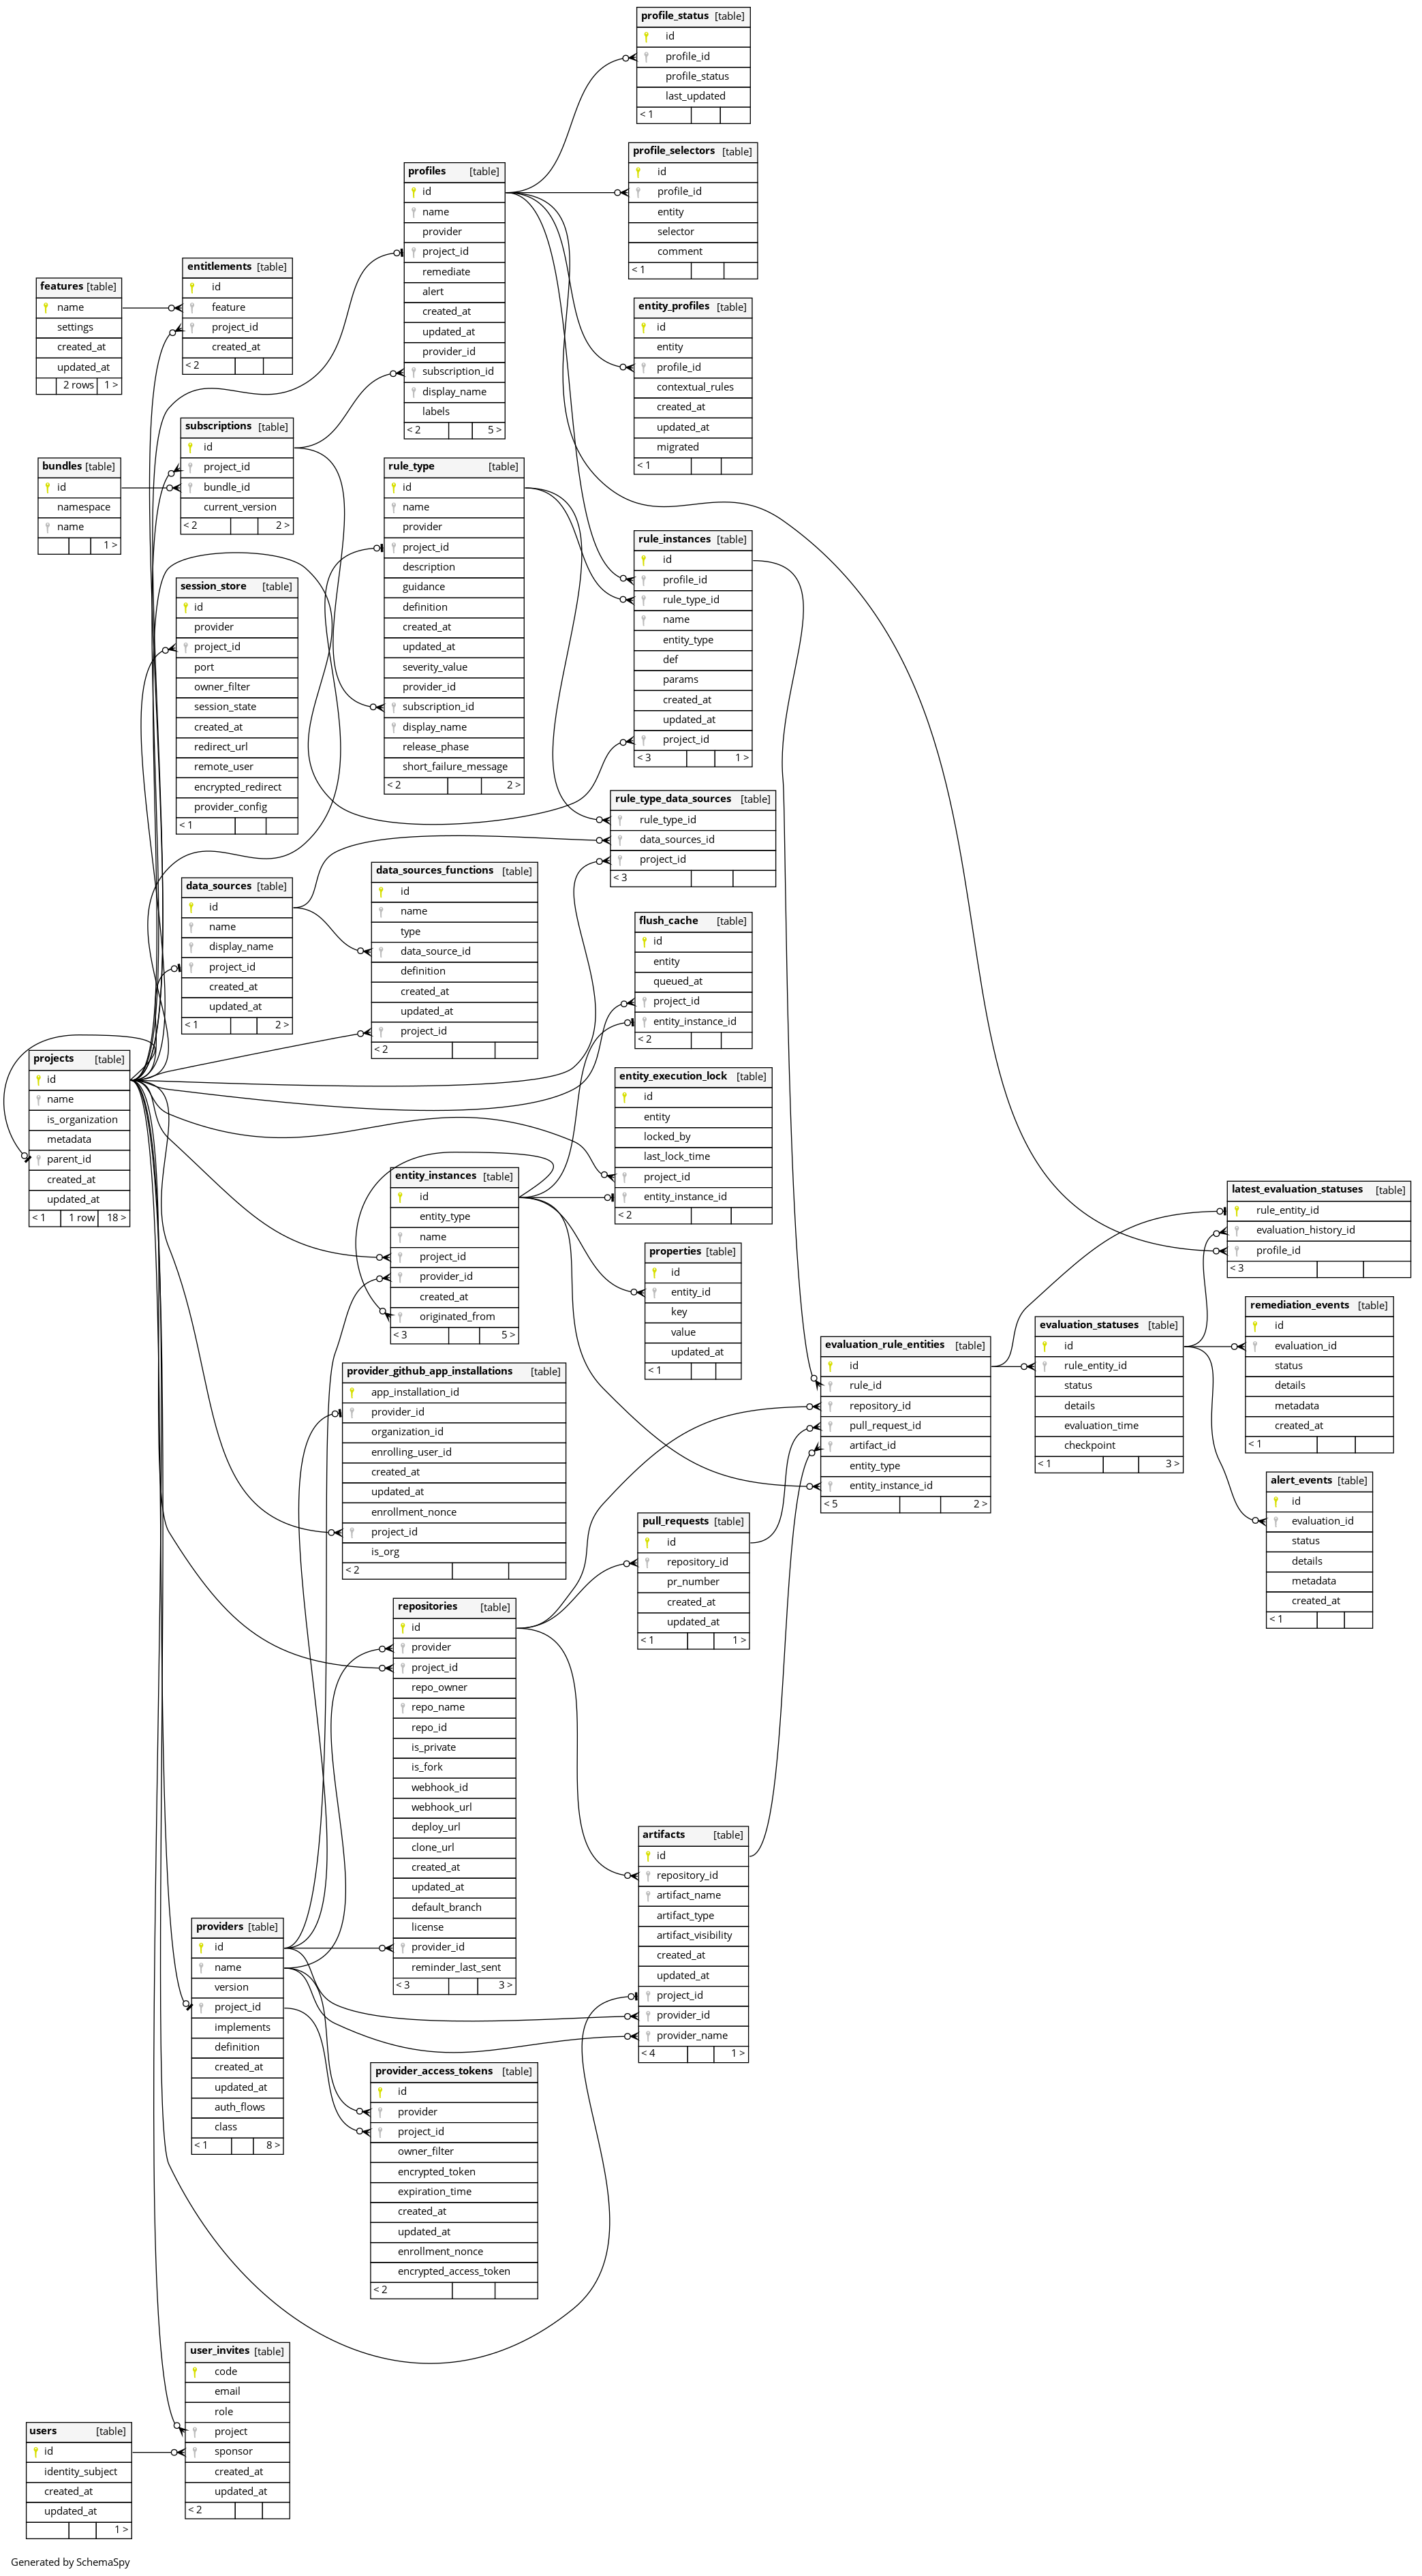 profile_status [table]
id
profile_id
profile_status
last_updated
< 1
profile_selectors [table]
id
profile_id
entity
selector
comment
< 1
profiles [table]
id
name
provider
project_id
remediate
alert
created_at
updated_at
provider_id
subscription_id
display_name
labels
< 2 5 >
entitlements [table]
id
feature
project_id
created_at
< 2
features [table]
name
settings
created_at
updated_at
2 rows 1 >
entity_profiles [table]
id
entity
profile_id
contextual_rules
created_at
updated_at
migrated
< 1
subscriptions [table]
id
project_id
bundle_id
current_version
< 2 2 >
bundles [table]
id
namespace
name
1 >
rule_type [table]
id
name
provider
project_id
description
guidance
definition
created_at
updated_at
severity_value
provider_id
subscription_id
display_name
release_phase
short_failure_message
< 2 2 >
rule_instances [table]
id
profile_id
rule_type_id
name
entity_type
def
params
created_at
updated_at
project_id
< 3 1 >
session_store [table]
id
provider
project_id
port
owner_filter
session_state
created_at
redirect_url
remote_user
encrypted_redirect
provider_config
< 1
rule_type_data_sources [table]
rule_type_id
data_sources_id
project_id
< 3
data_sources_functions [table]
id
name
type
data_source_id
definition
created_at
updated_at
project_id
< 2
data_sources [table]
id
name
display_name
project_id
created_at
updated_at
< 1 2 >
flush_cache [table]
id
entity
queued_at
project_id
entity_instance_id
< 2
projects [table]
id
name
is_organization
metadata
parent_id
created_at
updated_at
< 1 1 row 18 >
entity_execution_lock [table]
id
entity
locked_by
last_lock_time
project_id
entity_instance_id
< 2
entity_instances [table]
id
entity_type
name
project_id
provider_id
created_at
originated_from
< 3 5 >
latest_evaluation_statuses [table]
rule_entity_id
evaluation_history_id
profile_id
< 3
properties [table]
id
entity_id
key
value
updated_at
< 1
remediation_events [table]
id
evaluation_id
status
details
metadata
created_at
< 1
evaluation_statuses [table]
id
rule_entity_id
status
details
evaluation_time
checkpoint
< 1 3 >
evaluation_rule_entities [table]
id
rule_id
repository_id
pull_request_id
artifact_id
entity_type
entity_instance_id
< 5 2 >
provider_github_app_installations [table]
app_installation_id
provider_id
organization_id
enrolling_user_id
created_at
updated_at
enrollment_nonce
project_id
is_org
< 2
alert_events [table]
id
evaluation_id
status
details
metadata
created_at
< 1
pull_requests [table]
id
repository_id
pr_number
created_at
updated_at
< 1 1 >
repositories [table]
id
provider
project_id
repo_owner
repo_name
repo_id
is_private
is_fork
webhook_id
webhook_url
deploy_url
clone_url
created_at
updated_at
default_branch
license
provider_id
reminder_last_sent
< 3 3 >
artifacts [table]
id
repository_id
artifact_name
artifact_type
artifact_visibility
created_at
updated_at
project_id
provider_id
provider_name
< 4 1 >
providers [table]
id
name
version
project_id
implements
definition
created_at
updated_at
auth_flows
class
< 1 8 >
provider_access_tokens [table]
id
provider
project_id
owner_filter
encrypted_token
expiration_time
created_at
updated_at
enrollment_nonce
encrypted_access_token
< 2
user_invites [table]
code
email
role
project
sponsor
created_at
updated_at
< 2
users [table]
id
identity_subject
created_at
updated_at
1 >
Generated by SchemaSpy